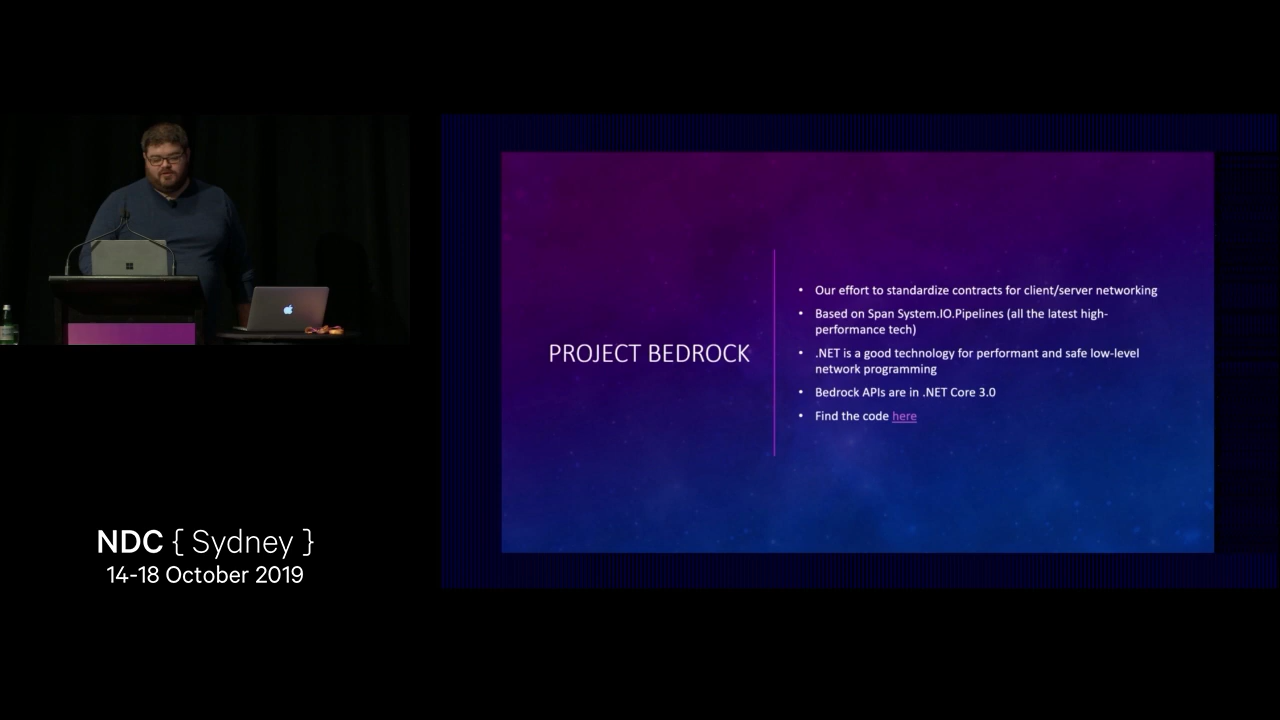 PROJECT BEDROCK
• Our effort to standardize contracts for client/server networking
• Based on Span System.IO.Pipelines (all the latest high-
performance tech)
• .NET is a good technology for performant and safe low-level
network programming
• Bedrock APIs are in .NET Core 3.0
• Find the code here
NDC { Sydney }
14-18 October 2019